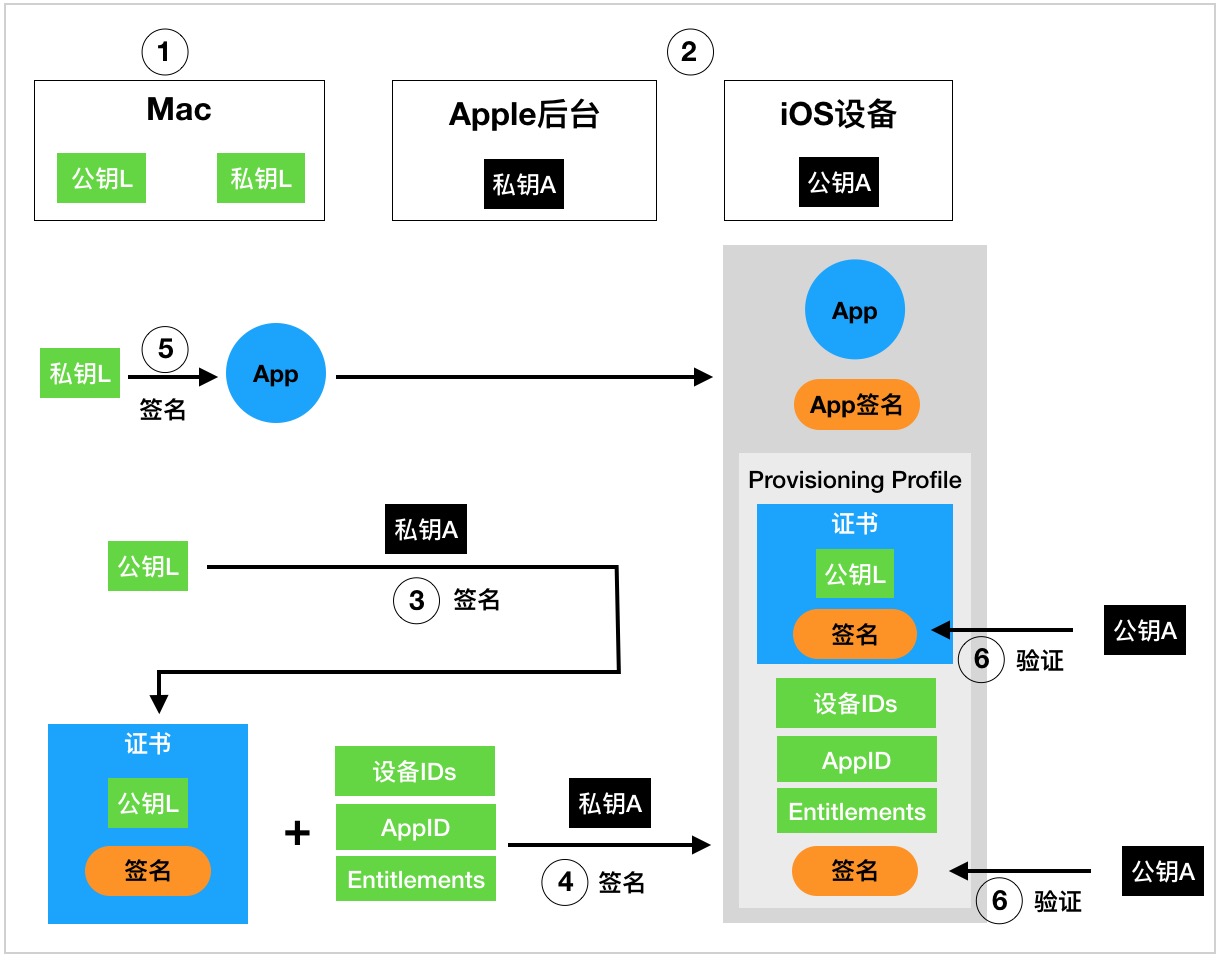 1
2
Mac
公钥L
私钥L
Apple后台
私钥A
iOS设备
公钥A
私钥L
5
签名
App
App
App签名
Provisioning Profile
证书
公钥L
签名
6
验证
公钥A
设备IDs
AppID
Entitlements
签名
6
验证
公钥A
公钥L
私钥A
3
签名
证书
公钥L
签名
+
设备IDs
AppID
Entitlements
私钥A
4
签名